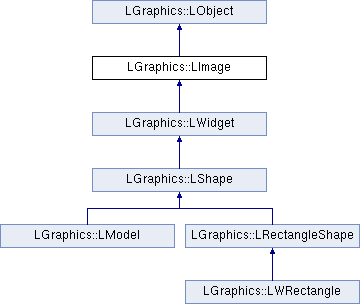 LGraphics::LObject
LGraphics::LImage
LGraphics::LWidget
LGraphics::LShape
LGraphics::LModel
LGraphics::LRectangleShape
LGraphics::LWRectangle